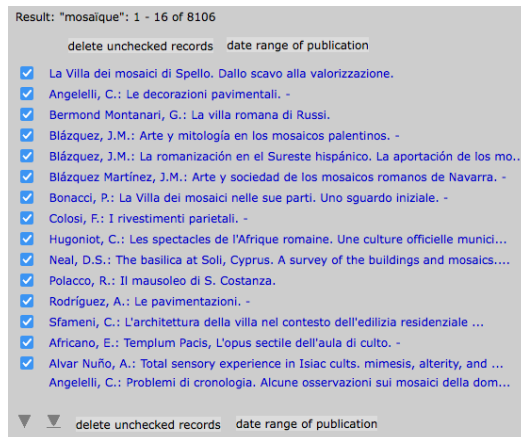 Result: "mosaïque": 1 - 16 of 8106
delete unchecked records date range of publication
La Villa dei mosaici di Spello. Dallo scavo alla valorizzazione.
Angelelli, C.: Le decorazioni pavimentali. -
Bermond Montanari, G.: La villa romana di Russi.
Blázquez, J.M.: Arte y mitología en los mosaicos palentinos. -
Blázquez, J.M.: La romanización en el Sureste hispánico. La aportación de los mo..
Blázquez Martínez, J.M.: Arte y sociedad de los mosaicos romanos de Navarra. -
Bonacci, P.: La Villa dei mosaici nelle sue parti. Uno sguardo iniziale. -
Colosi, F.: I rivestimenti parietali. -
Hugoniot, C.: Les spectacles de l'Afrique romaine. Une culture officielle munici...
Neal, D.S.: The basilica at Soli, Cyprus. A survey of the buildings and mosaics....
Polacco, R.: Il mausoleo di S. Costanza.
Rodríguez, A.: Le pavimentazioni. -
Sfameni, C.: L'architettura della villa nel contesto dell'edilizia residenziale ...
Africano, E.: Templum Pacis, L'opus sectile dell'aula di culto. -
Alvar Nuño, A.: Total sensory experience in Isiac cults. mimesis, alterity, and ...
Angelelli, C.: Problemi di cronologia. Alcune osservazioni sui mosaici della dom...
delete unchecked records date range of publication